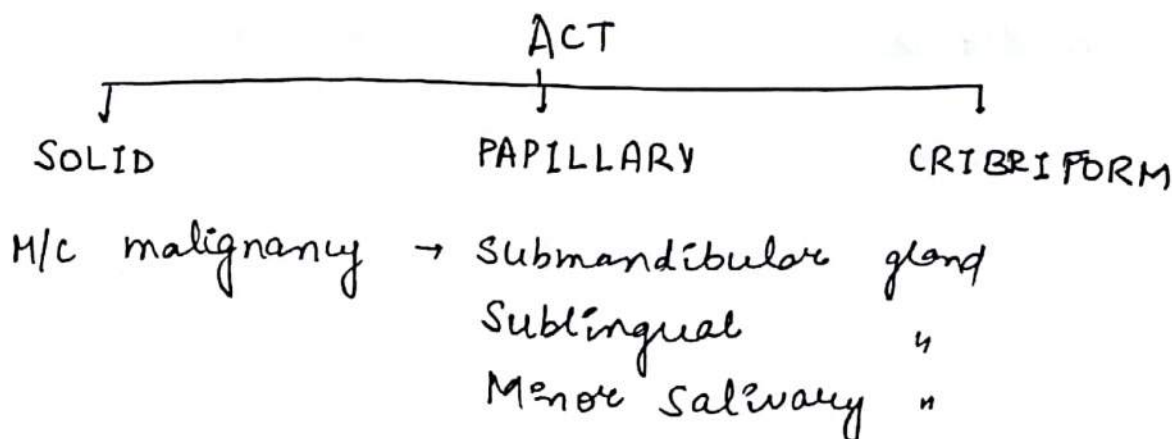 ACT
SOLID PAPILLARY CRIBRIFORM
M/C malignancy → Submandibular gland
Sublingual "
Minor salivary "